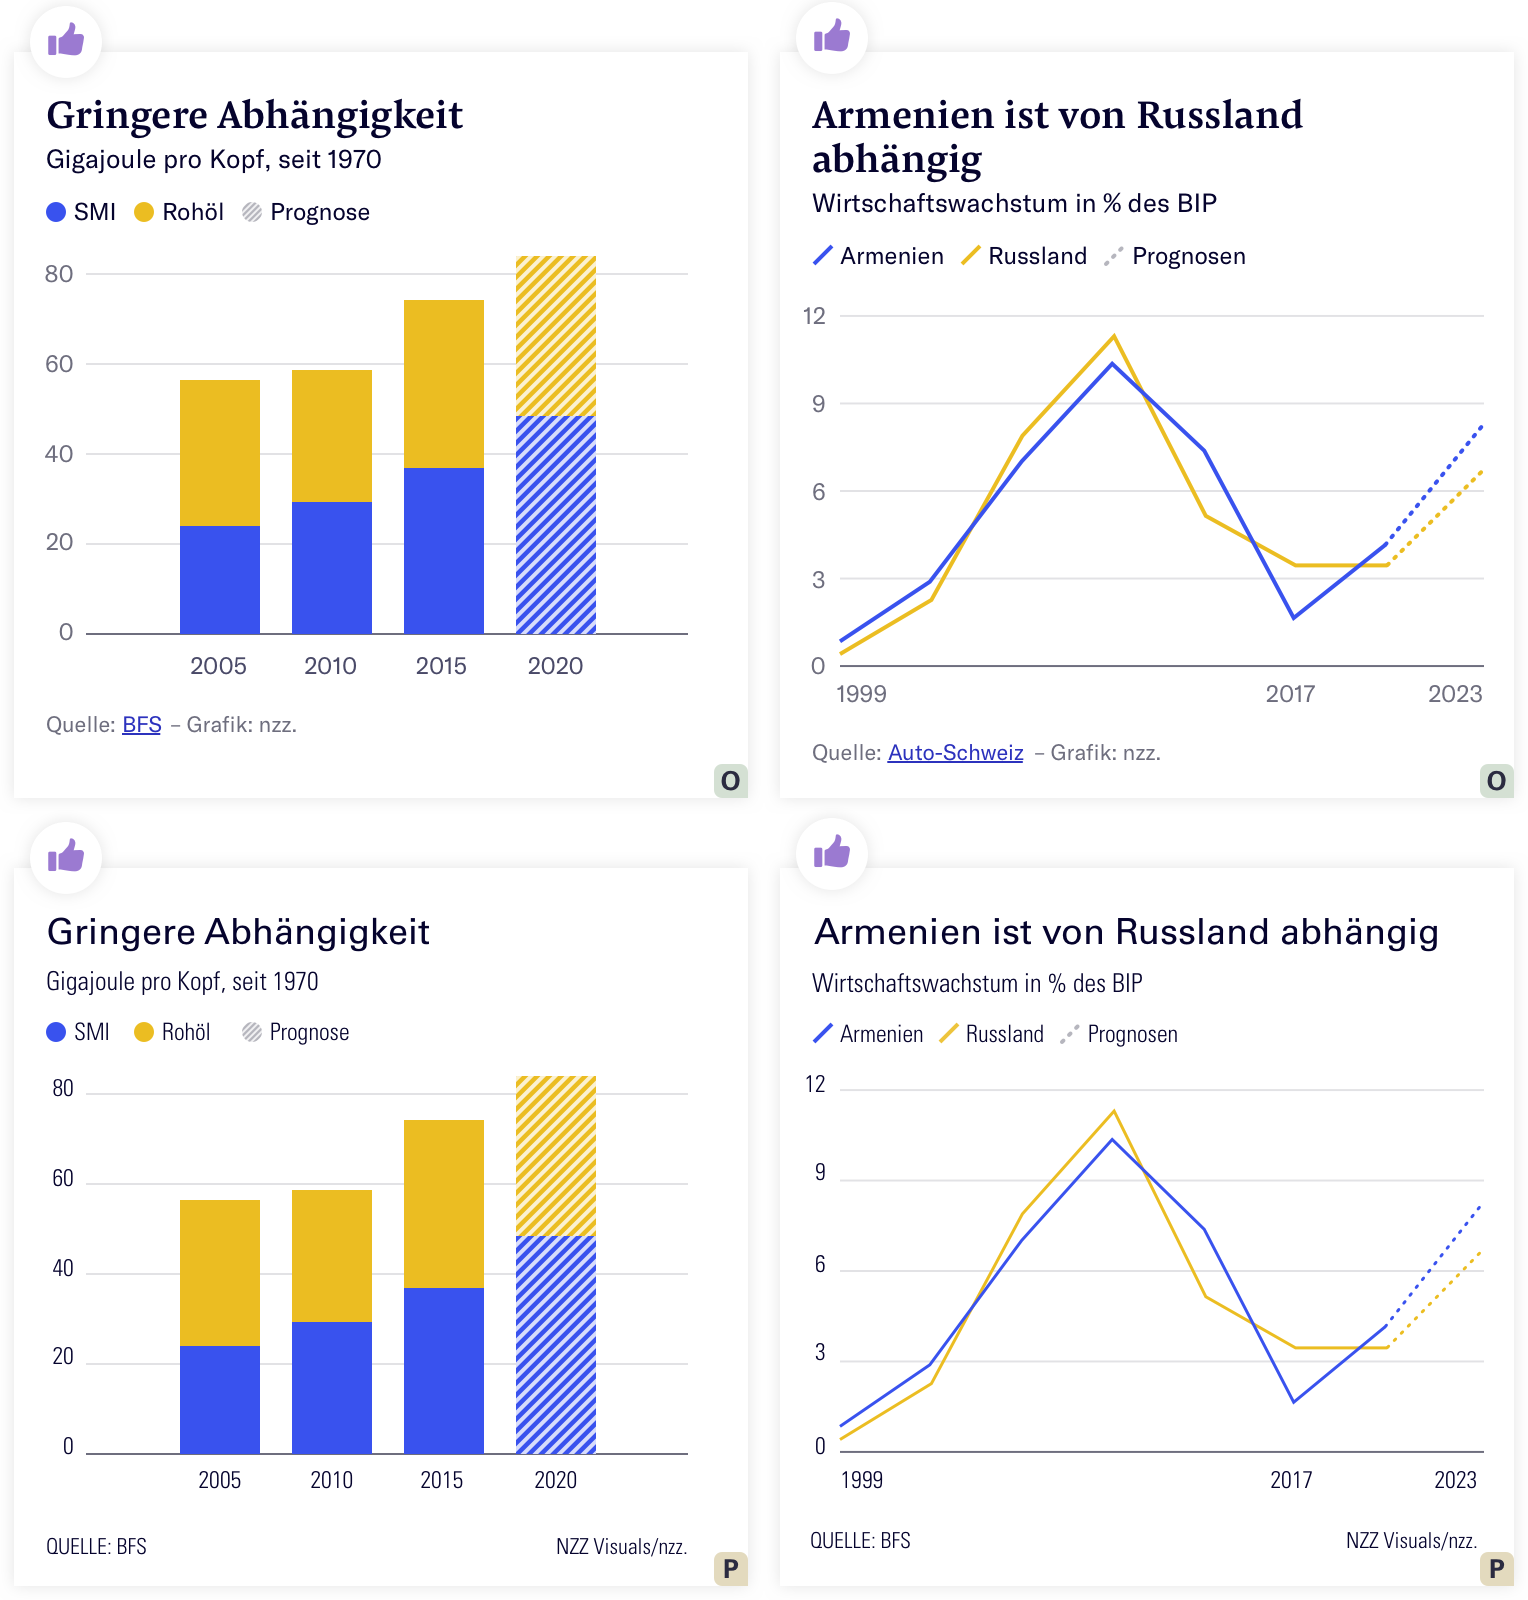 Gringere Abhängigkeit
Gigajoule pro Kopf, seit 1970
SMI Rohöl Prognose
80
60
40
20
0
2005 2010 2015 2020
Quelle: BFS – Grafik: nzz.
O
Armenien ist von Russland
abhängig
Wirtschaftswachstum in % des BIP
Armenien Russland Prognosen
12
9
6
3
0
1999 2017 2023
Quelle: Auto-Schweiz – Grafik: nzz.
O
Gringere Abhängigkeit
Gigajoule pro Kopf, seit 1970
SMI Rohöl Prognose
80
60
40
20
0
2005 2010 2015 2020
QUELLE: BFS NZZ Visuals/nzz.
P
Armenien ist von Russland abhängig
Wirtschaftswachstum in % des BIP
Armenien Russland Prognosen
12
9
6
3
0
1999 2017 2023
QUELLE: BFS NZZ Visuals/nzz.
P